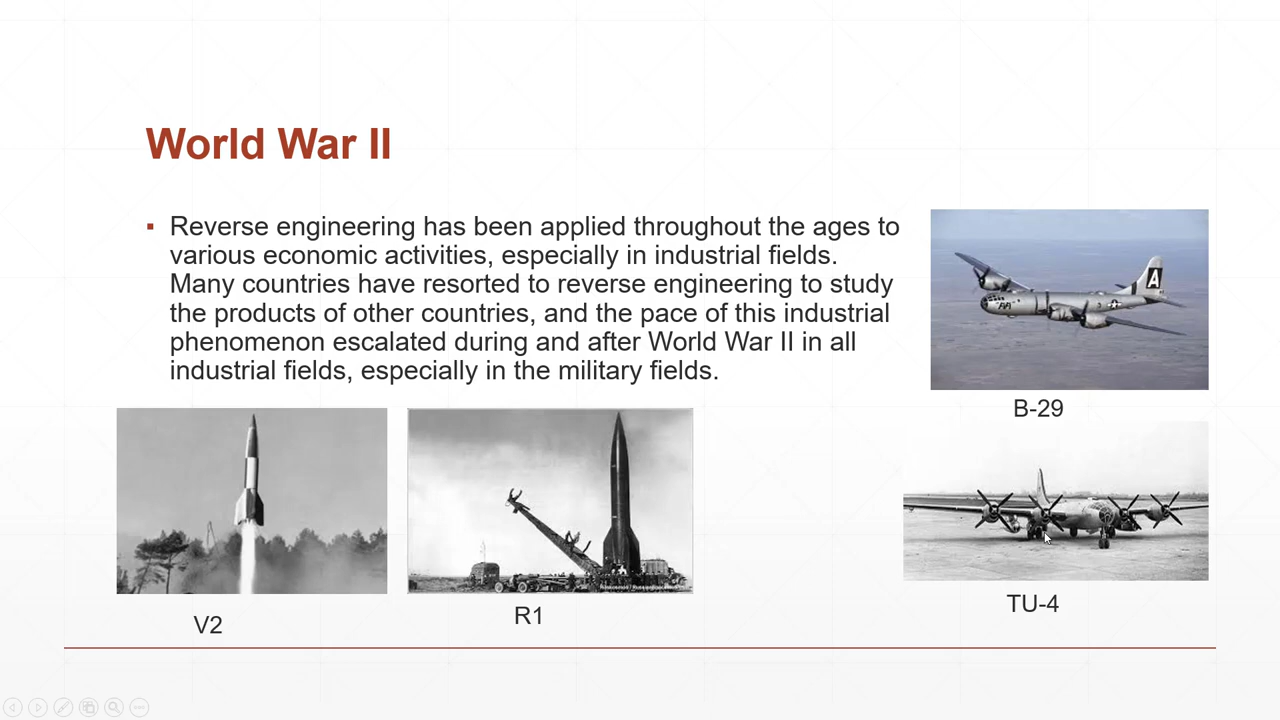 World War II
▪ Reverse engineering has been applied throughout the ages to
various economic activities, especially in industrial fields.
Many countries have resorted to reverse engineering to study
the products of other countries, and the pace of this industrial
phenomenon escalated during and after World War II in all
industrial fields, especially in the military fields.
A
B-29
V2
R1
TU-4